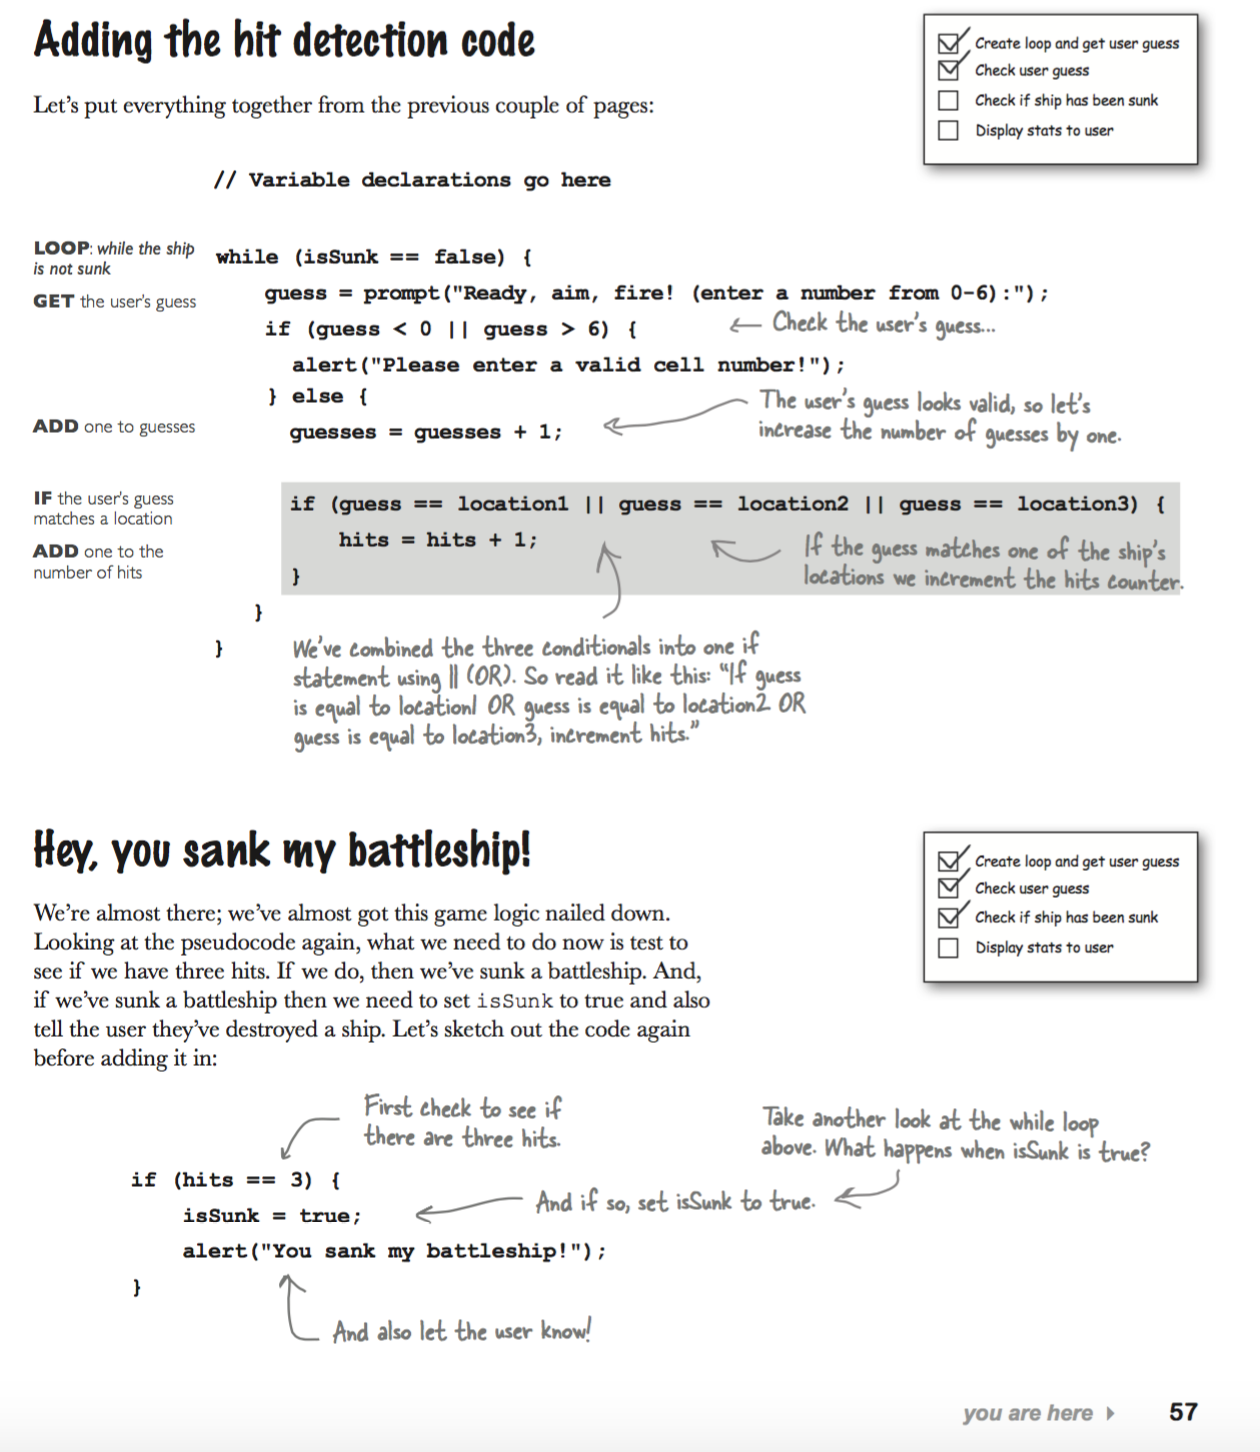 Adding the hit detection code
Create loop and get user guess
Check user guess
Check if ship has been sunk
Display stats to user
Let's put everything together from the previous couple of pages:
// Variable declarations go here
LOOP: while the ship
is not sunk
while (isSunk == false) {
GET the user's guess
guess = prompt("Ready, aim, fire! (enter a number from 0-6):");
if (guess < 0 || guess > 6) {
Check the user's guess...
alert("Please enter a valid cell number!");
} else {
The user's guess looks valid, so let's
increase the number of guesses by one.
ADD one to guesses
guesses = guesses + 1;
IF the user's guess
matches a location
if (guess == location1 || guess == location2 || guess == location3) {
ADD one to the
number of hits
hits = hits + 1;
If the guess matches one of the ship's
locations we increment the hits counter.
}
}
}
We've combined the three conditionals into one if
statement using || (OR). So read it like this: "If guess
is equal to location1 OR guess is equal to location2 OR
guess is equal to location3, increment hits."
Hey, you sank my battleship!
Create loop and get user guess
Check user guess
Check if ship has been sunk
Display stats to user
We're almost there; we've almost got this game logic nailed down.
Looking at the pseudocode again, what we need to do now is test to
see if we have three hits. If we do, then we've sunk a battleship. And,
if we've sunk a battleship then we need to set isSunk to true and also
tell the user they've destroyed a ship. Let's sketch out the code again
before adding it in:
First check to see if
there are three hits.
Take another look at the while loop
above. What happens when isSunk is true?
if (hits == 3) {
And if so, set isSunk to true.
isSunk = true;
alert("You sank my battleship!");
}
And also let the user know!
you are here
57